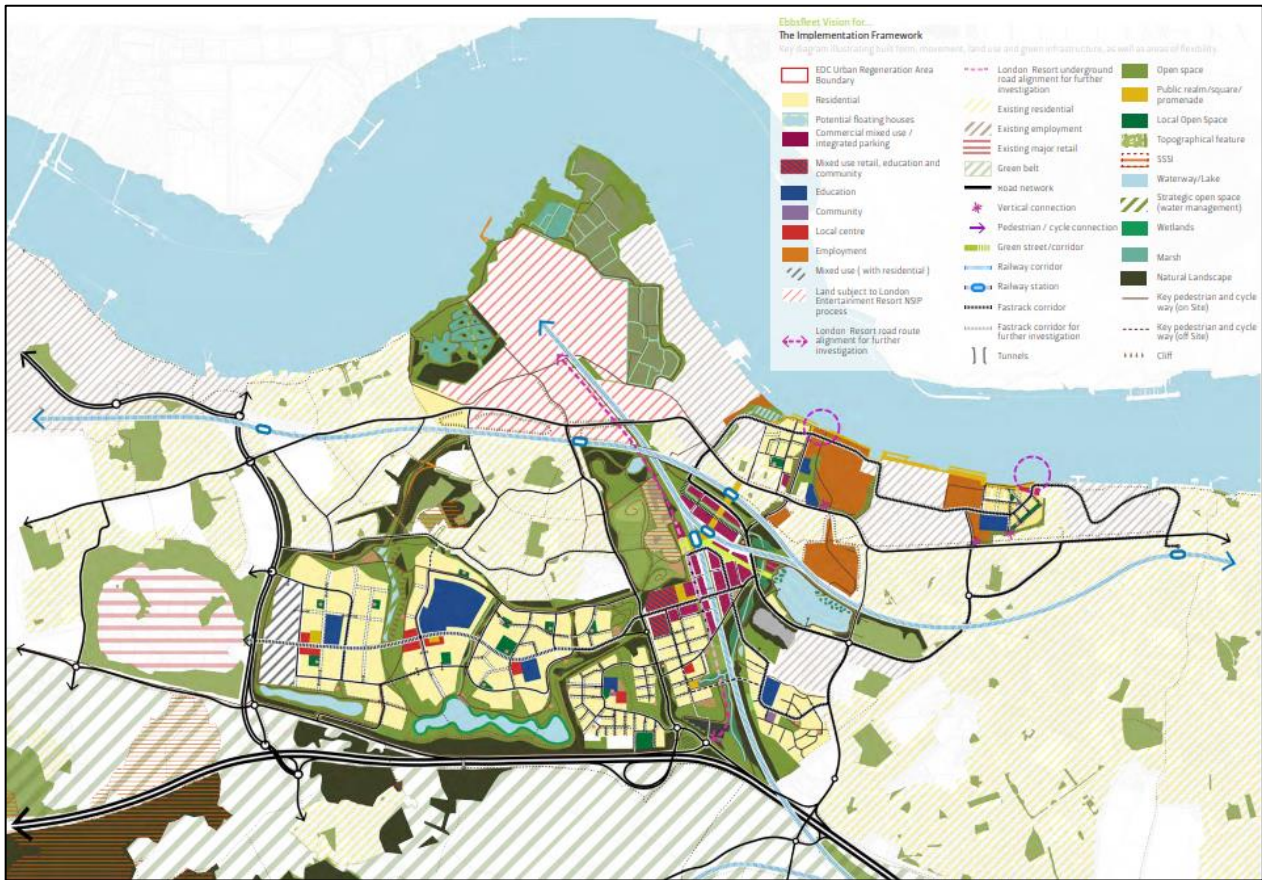 Ebbsfleet Vision for...
The Implementation Framework
Key diagram illustrating built form, movement, land use and green infrastructure, as well as areas of flexibility.
EDC Urban Regeneration Area
Boundary
Residential
Potential floating houses
Commercial mixed use /
integrated parking
Mixed use retail, education and
community
Education
Community
Local centre
Employment
Mixed use ( with residential )
Land subject to London
Entertainment Resort NSIP
process
London Resort road route
alignment for further
investigation
London Resort underground
road alignment for further
investigation
Existing residential
Existing employment
Existing major retail
Green belt
Road network
Vertical connection
Pedestrian / cycle connection
Green street/corridor
Railway corridor
Railway station
Fastrack corridor
Fastrack corridor for
further investigation
Tunnels
Open space
Public realm/square/
promenade
Local Open Space
Topographical feature
SSSI
Waterway/Lake
Strategic open space
(water management)
Wetlands
Marsh
Natural Landscape
Key pedestrian and cycle
way (on Site)
Key pedestrian and cycle
way (off Site)
Cliff